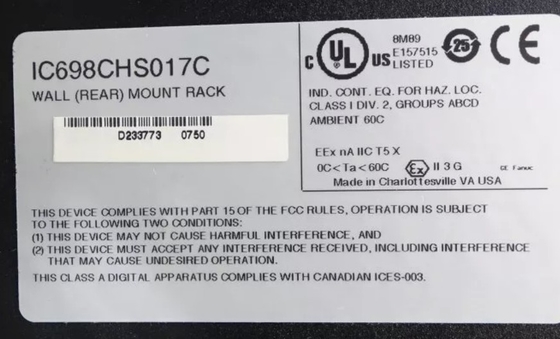 IC698CHS017C
WALL (REAR) MOUNT RACK
D233773 0750
C UL US LISTED
8M89
E157515
25
CE
IND. CONT. EQ. FOR HAZ. LOC.
CLASS I DIV. 2, GROUPS ABCD
AMBIENT 60C
EEx nA IIC T5 X
0C<Ta<60C Ex II 3 G
GE Fanuc
Made in Charlottesville VA USA
THIS DEVICE COMPLIES WITH PART 15 OF THE FCC RULES, OPERATION IS SUBJECT
TO THE FOLLOWING TWO CONDITIONS:
(1) THIS DEVICE MAY NOT CAUSE HARMFUL INTERFERENCE, AND
(2) THIS DEVICE MUST ACCEPT ANY INTERFERENCE RECEIVED, INCLUDING INTERFERENCE
THAT MAY CAUSE UNDESIRED OPERATION.
THIS CLASS A DIGITAL APPARATUS COMPLIES WITH CANADIAN ICES-003.